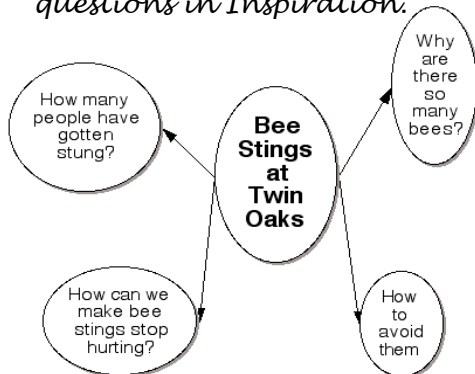 questions in Inspiration.
Why
are
there
so
many
bees?
How many
people have
gotten
stung?
Bee
Stings
at
Twin
Oaks
How can we
make bee
stings stop
hurting?
How
to
avoid
them